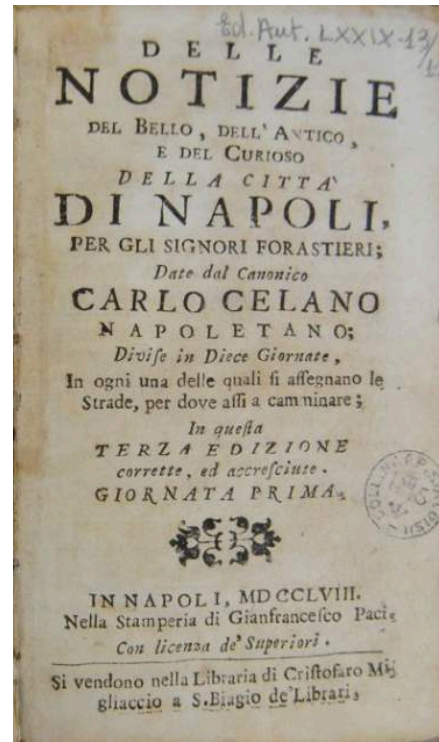 Ed. Aut. LXXIX-13/
DELLE
NOTIZIE
DEL BELLO, DELL'ANTICO,
E DEL CURIOSO
DELLA CITTA'
DI NAPOLI,
PER GLI SIGNORI FORASTIERI;
Date dal Canonico
CARLO CELANO
NAPOLETANO;
Diviſe in Diece Giornate,
In ogni una delle quali ſi aſſegnano le
Strade, per dove aſſi a camminare;
In queſta
TERZA EDIZIONE
corrette, ed accreſciute.
GIORNATA PRIMA.
IN NAPOLI, MDCCLVIII.
Nella Stamperia di Gianfranceſco Paci.
Con licenza de' Superiori.
Si vendono nella Libraria di Criſtofaro Mi-
gliaccio a S. Biagio de' Librari,